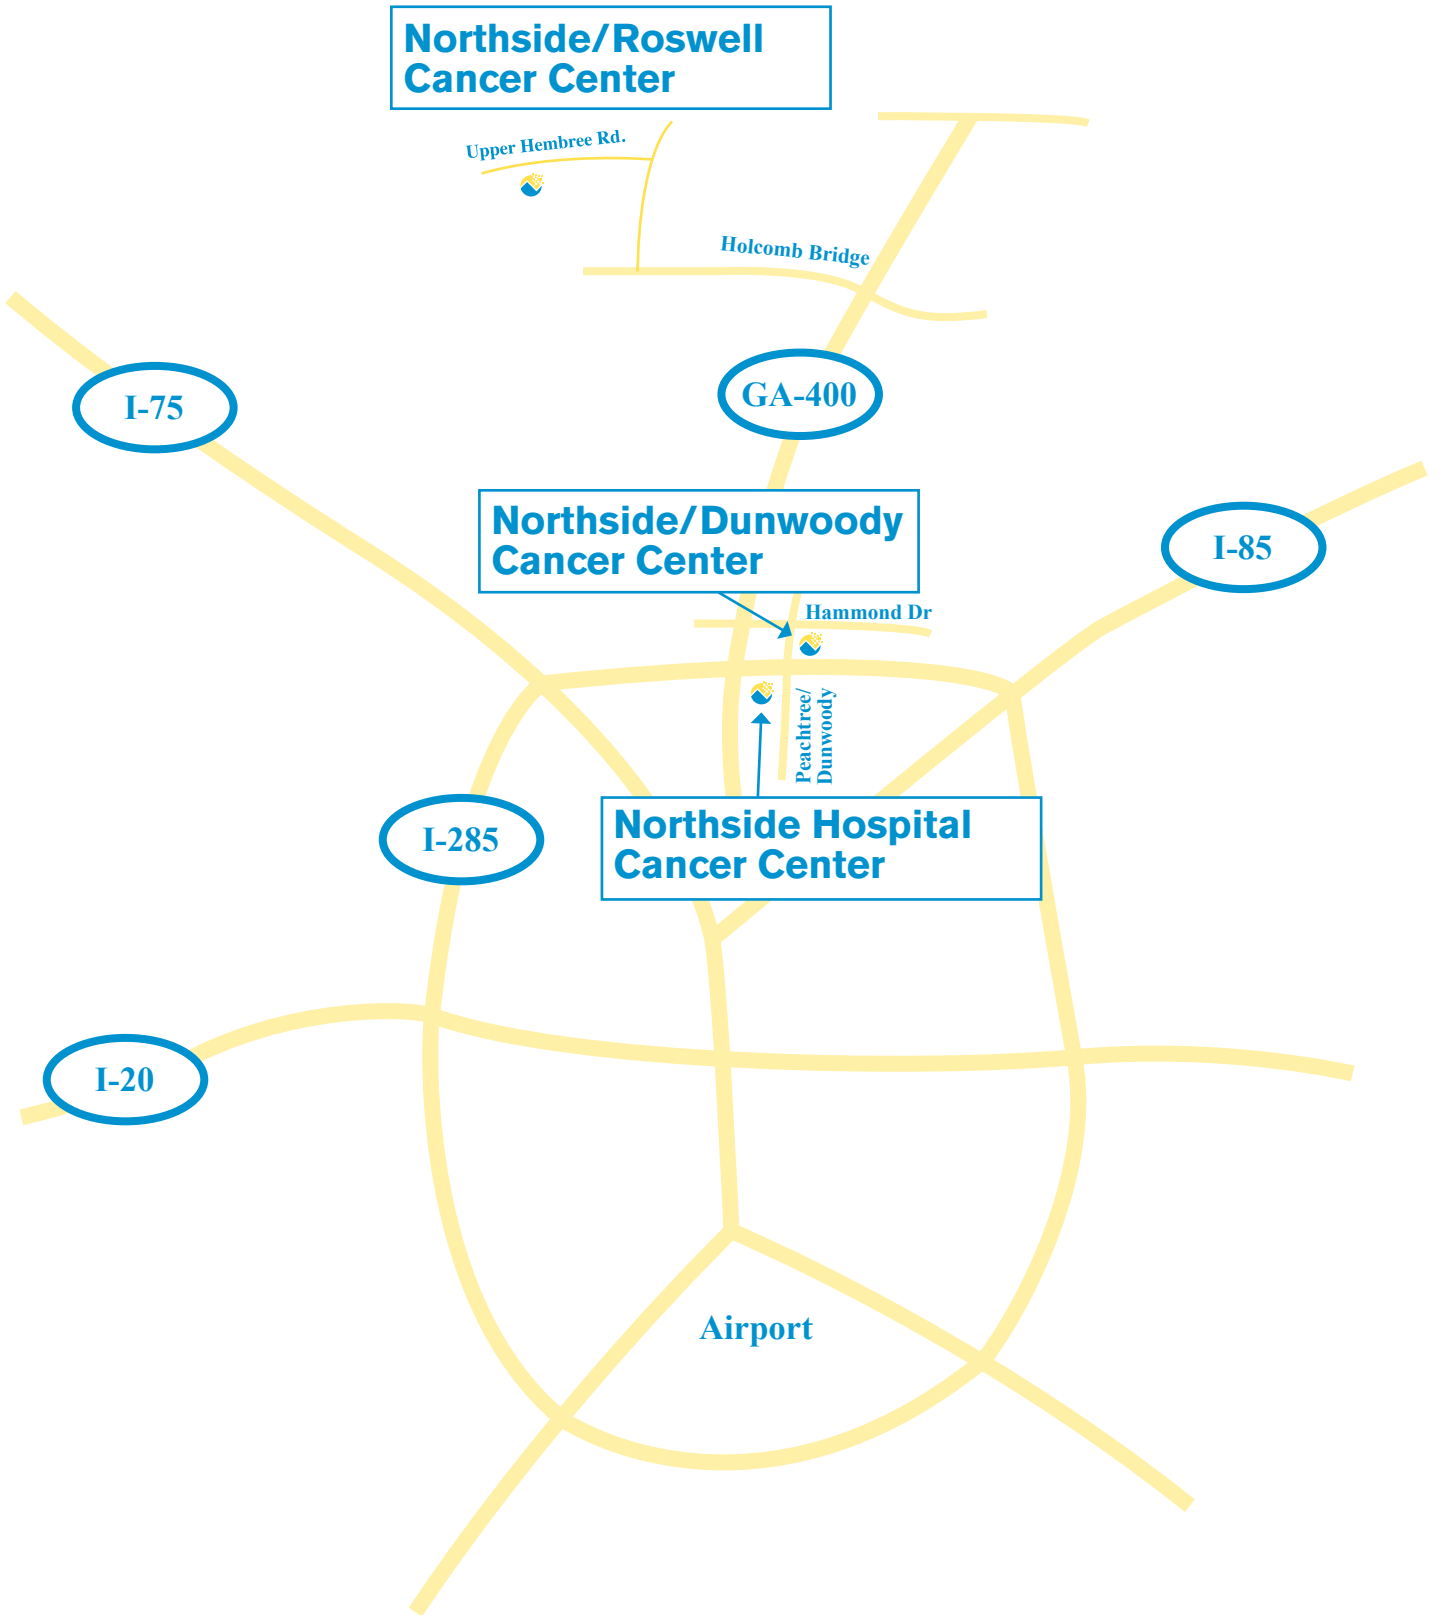 Northside/Roswell
Cancer Center
Upper Hembree Rd.
Holcomb Bridge
I-75
GA-400
Northside/Dunwoody
Cancer Center
I-85
Hammond Dr
Peachtree/
Dunwoody
Northside Hospital
Cancer Center
I-285
I-20
Airport